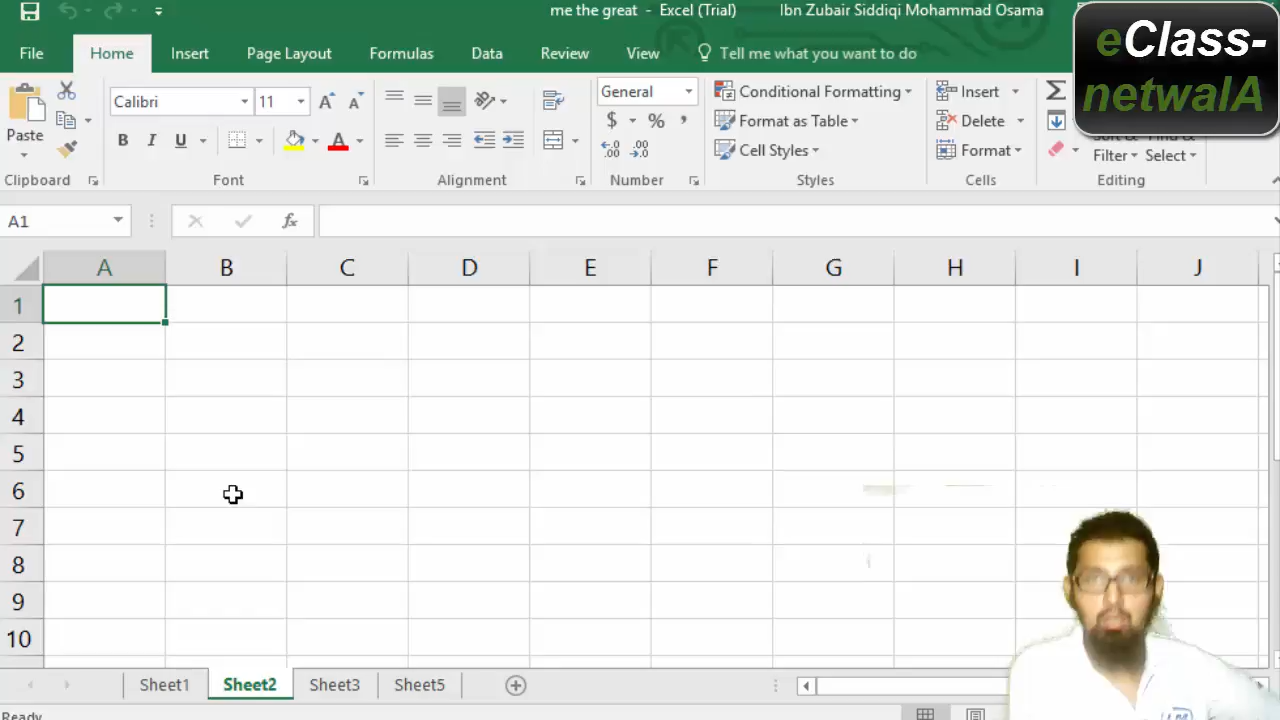 me the great - Excel (Trial) Ibn Zubair Siddiqi Mohammad Osama
eClass-
netwalA
File Home Insert Page Layout Formulas Data Review View Tell me what you want to do
Paste
Calibri 11
B I U A
General
$ % ,
Conditional Formatting
Format as Table
Cell Styles
Insert
Delete
Format
Σ
Filter Select
Clipboard Font Alignment Number Styles Cells Editing
A1 fx
A B C D E F G H I J
1
2
3
4
5
6
7
8
9
10
Sheet1 Sheet2 Sheet3 Sheet5
Ready